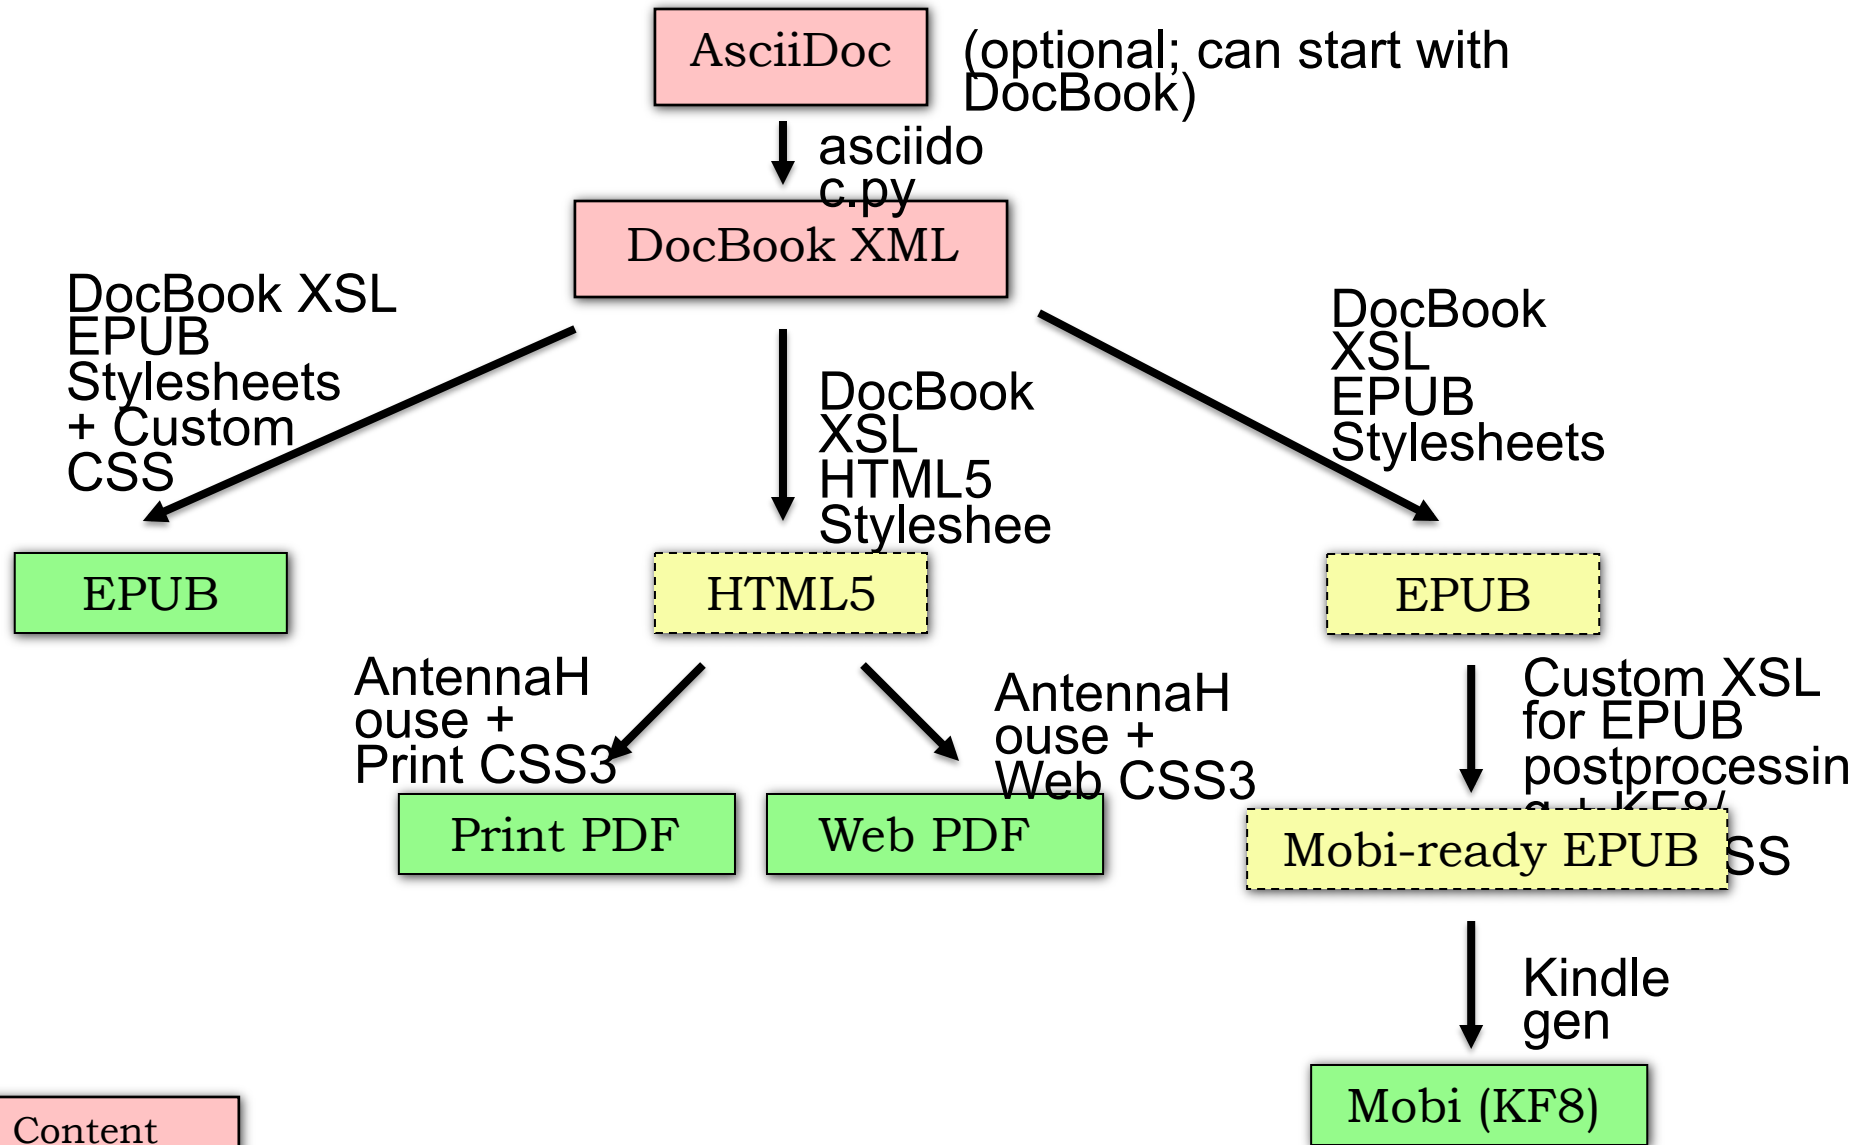 AsciiDoc
(optional; can start with
DocBook)
asciido
c.py
DocBook XML
DocBook XSL
EPUB
Stylesheets
+ Custom
CSS
DocBook
XSL
HTML5
Styleshee
DocBook
XSL
EPUB
Stylesheets
EPUB
HTML5
EPUB
AntennaH
ouse +
Print CSS3
AntennaH
ouse +
Web CSS3
Custom XSL
for EPUB
postprocessin
g + KF8/
SS
Print PDF
Web PDF
Mobi-ready EPUB
Kindle
gen
Mobi (KF8)
Content